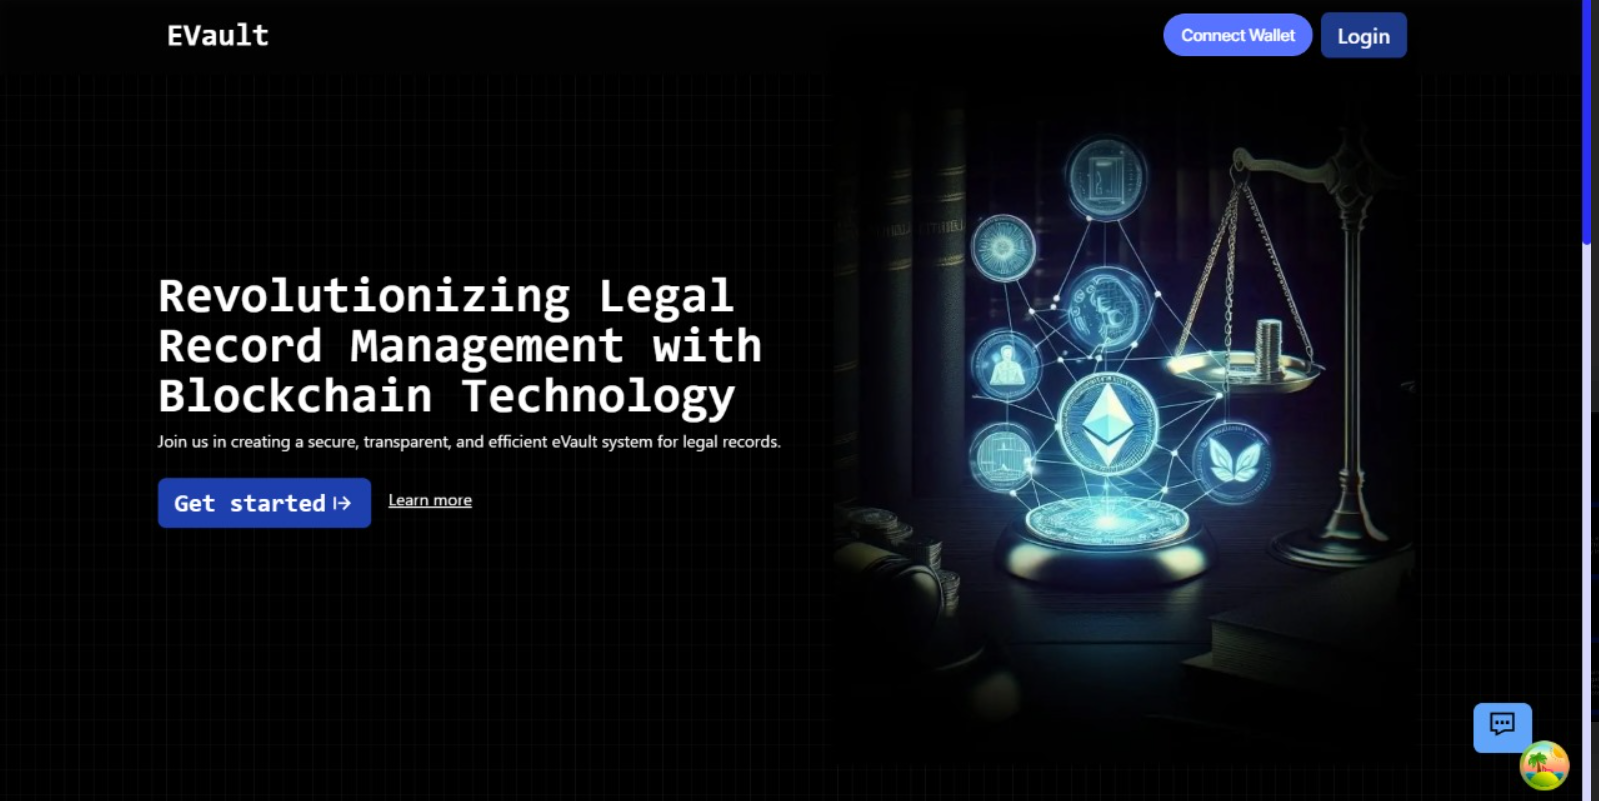 EVault
Connect Wallet
Login
Revolutionizing Legal
Record Management with
Blockchain Technology
Join us in creating a secure, transparent, and efficient eVault system for legal records.
Get started
Learn more